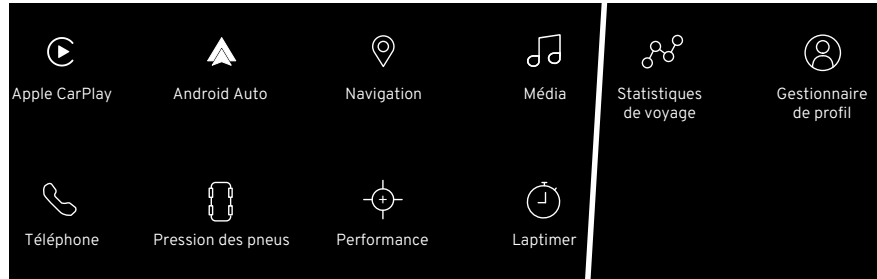 Apple CarPlay
Android Auto
Navigation
Média
Statistiques
de voyage
Gestionnaire
de profil
Téléphone
Pression des pneus
Performance
Laptimer